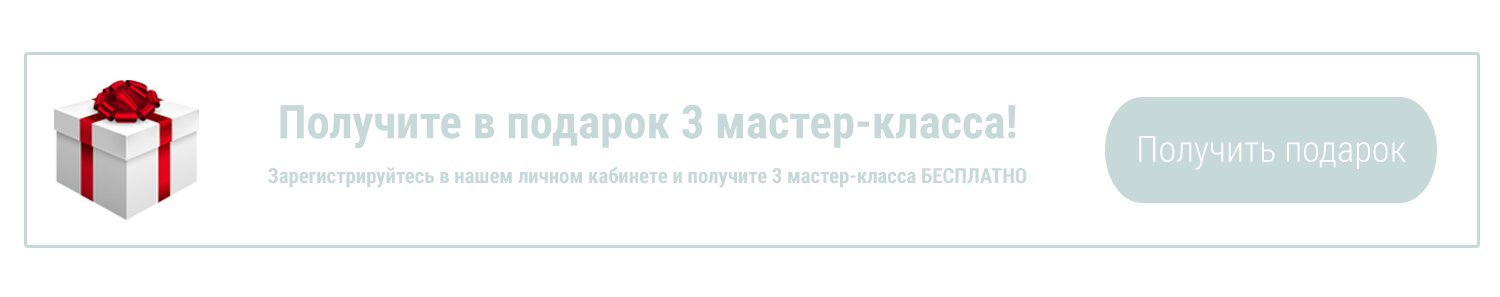 Получите в подарок 3 мастер-класса!
Зарегистрируйтесь в нашем личном кабинете и получите 3 мастер-класса БЕСПЛАТНО
Получить подарок